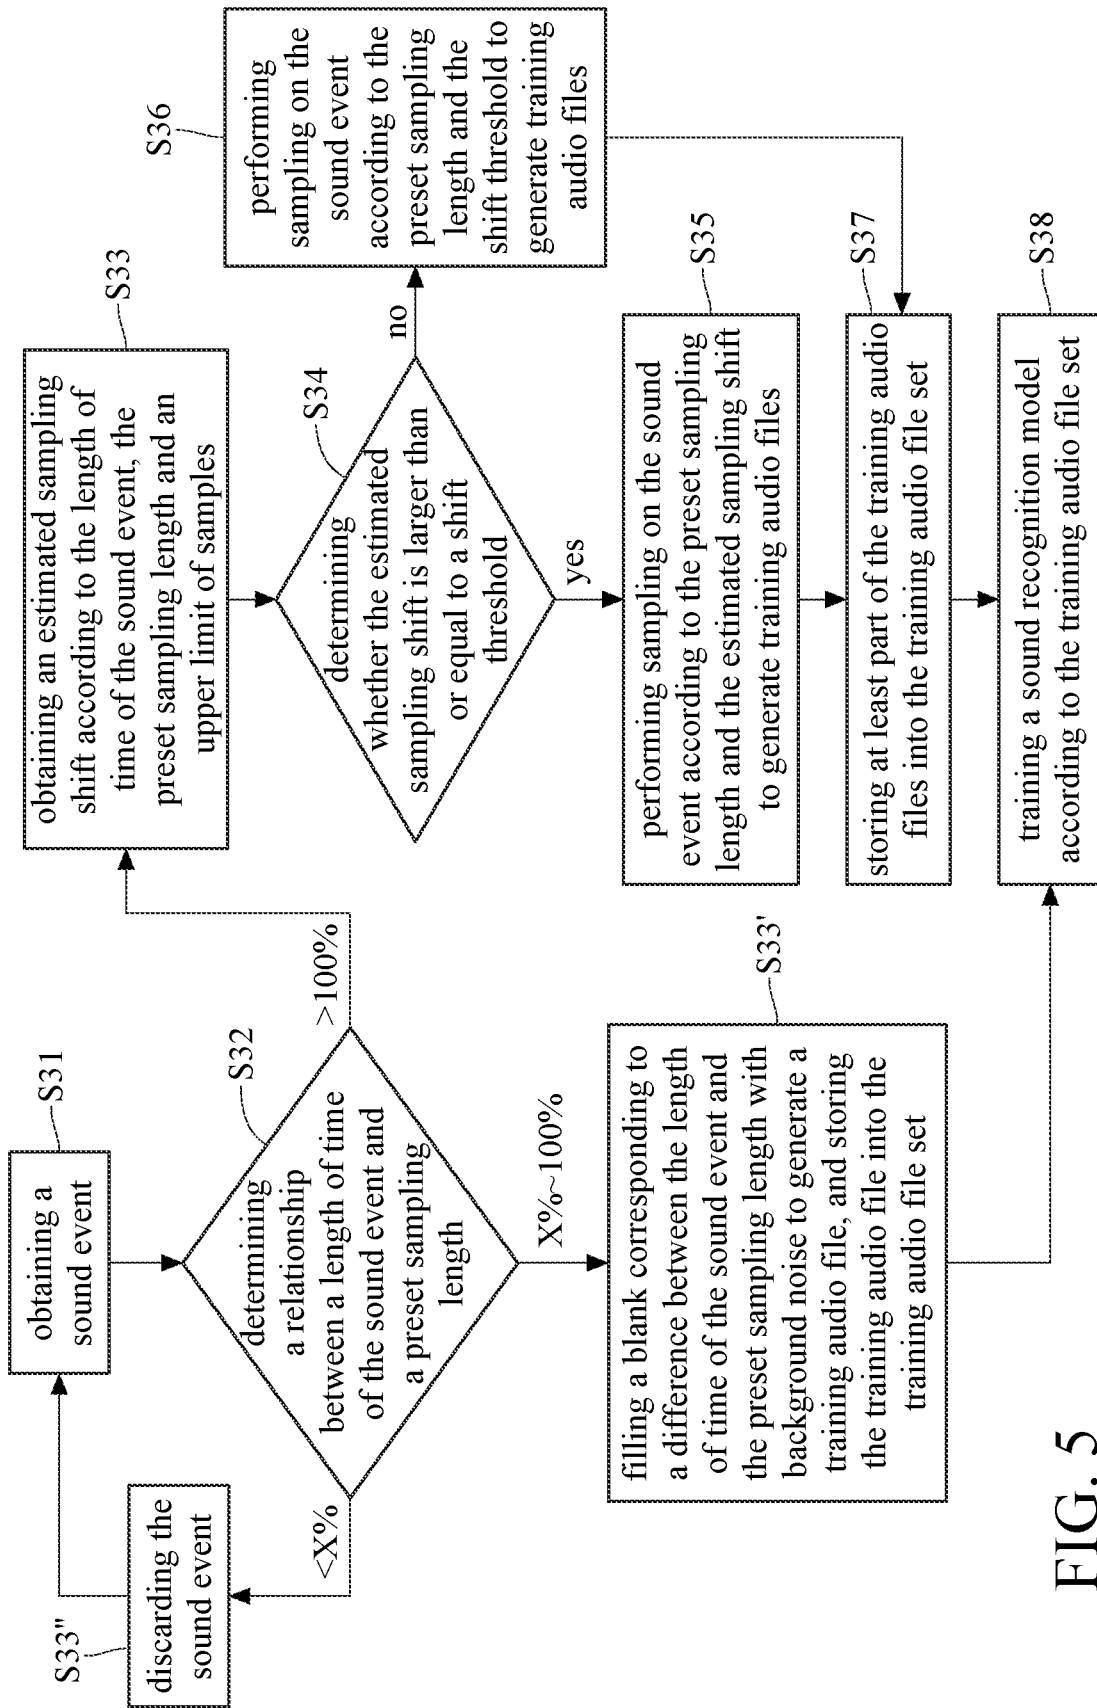 S31
obtaining a
sound event
S33"
discarding the
sound event
<X%
S32
determining
a relationship
between a length of time
of the sound event and
a preset sampling
length
>100%
X%~100%
S33'
filling a blank corresponding to
a difference between the length
of time of the sound event and
the preset sampling length with
background noise to generate a
training audio file, and storing
the training audio file into the
training audio file set
S33
obtaining an estimated sampling
shift according to the length of
time of the sound event, the
preset sampling length and an
upper limit of samples
S34
determining
whether the estimated
sampling shift is larger than
or equal to a shift
threshold
no
yes
S36
performing
sampling on the
sound event
according to the
preset sampling
length and the
shift threshold to
generate training
audio files
S35
performing sampling on the sound
event according to the preset sampling
length and the estimated sampling shift
to generate training audio files
S37
storing at least part of the training audio
files into the training audio file set
S38
training a sound recognition model
according to the training audio file set
FIG. 5